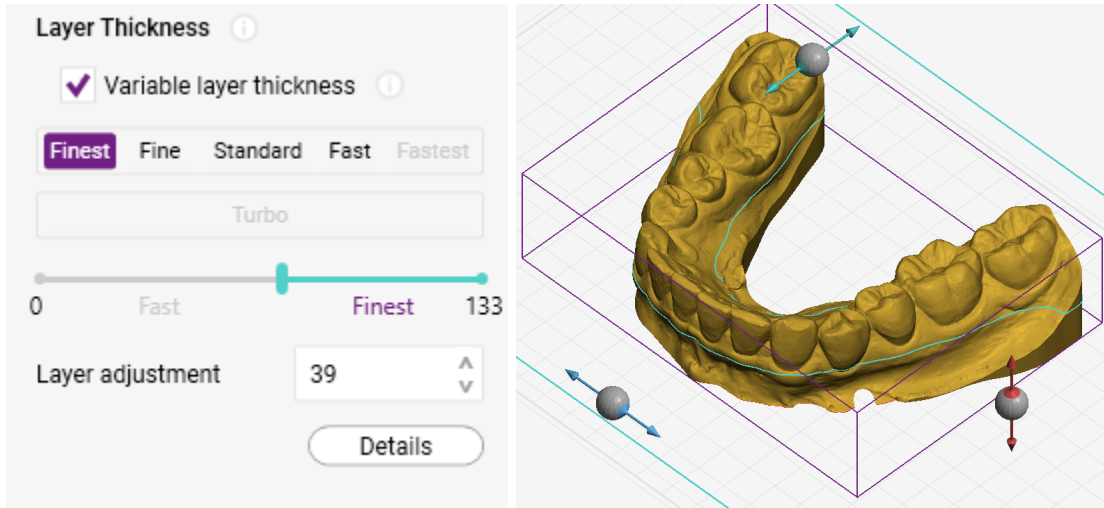 Layer Thickness
Variable layer thickness
Finest Fine Standard Fast Fastest
Turbo
0 Fast Finest 133
Layer adjustment 39
Details